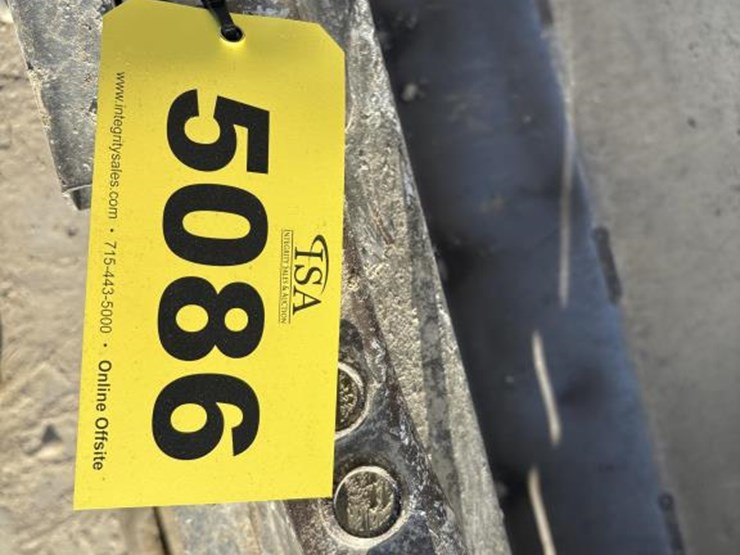 ISA
INTEGRITY SALES & AUCTION
5086
www.integritysales.com • 715-443-5000 • Online Offsite